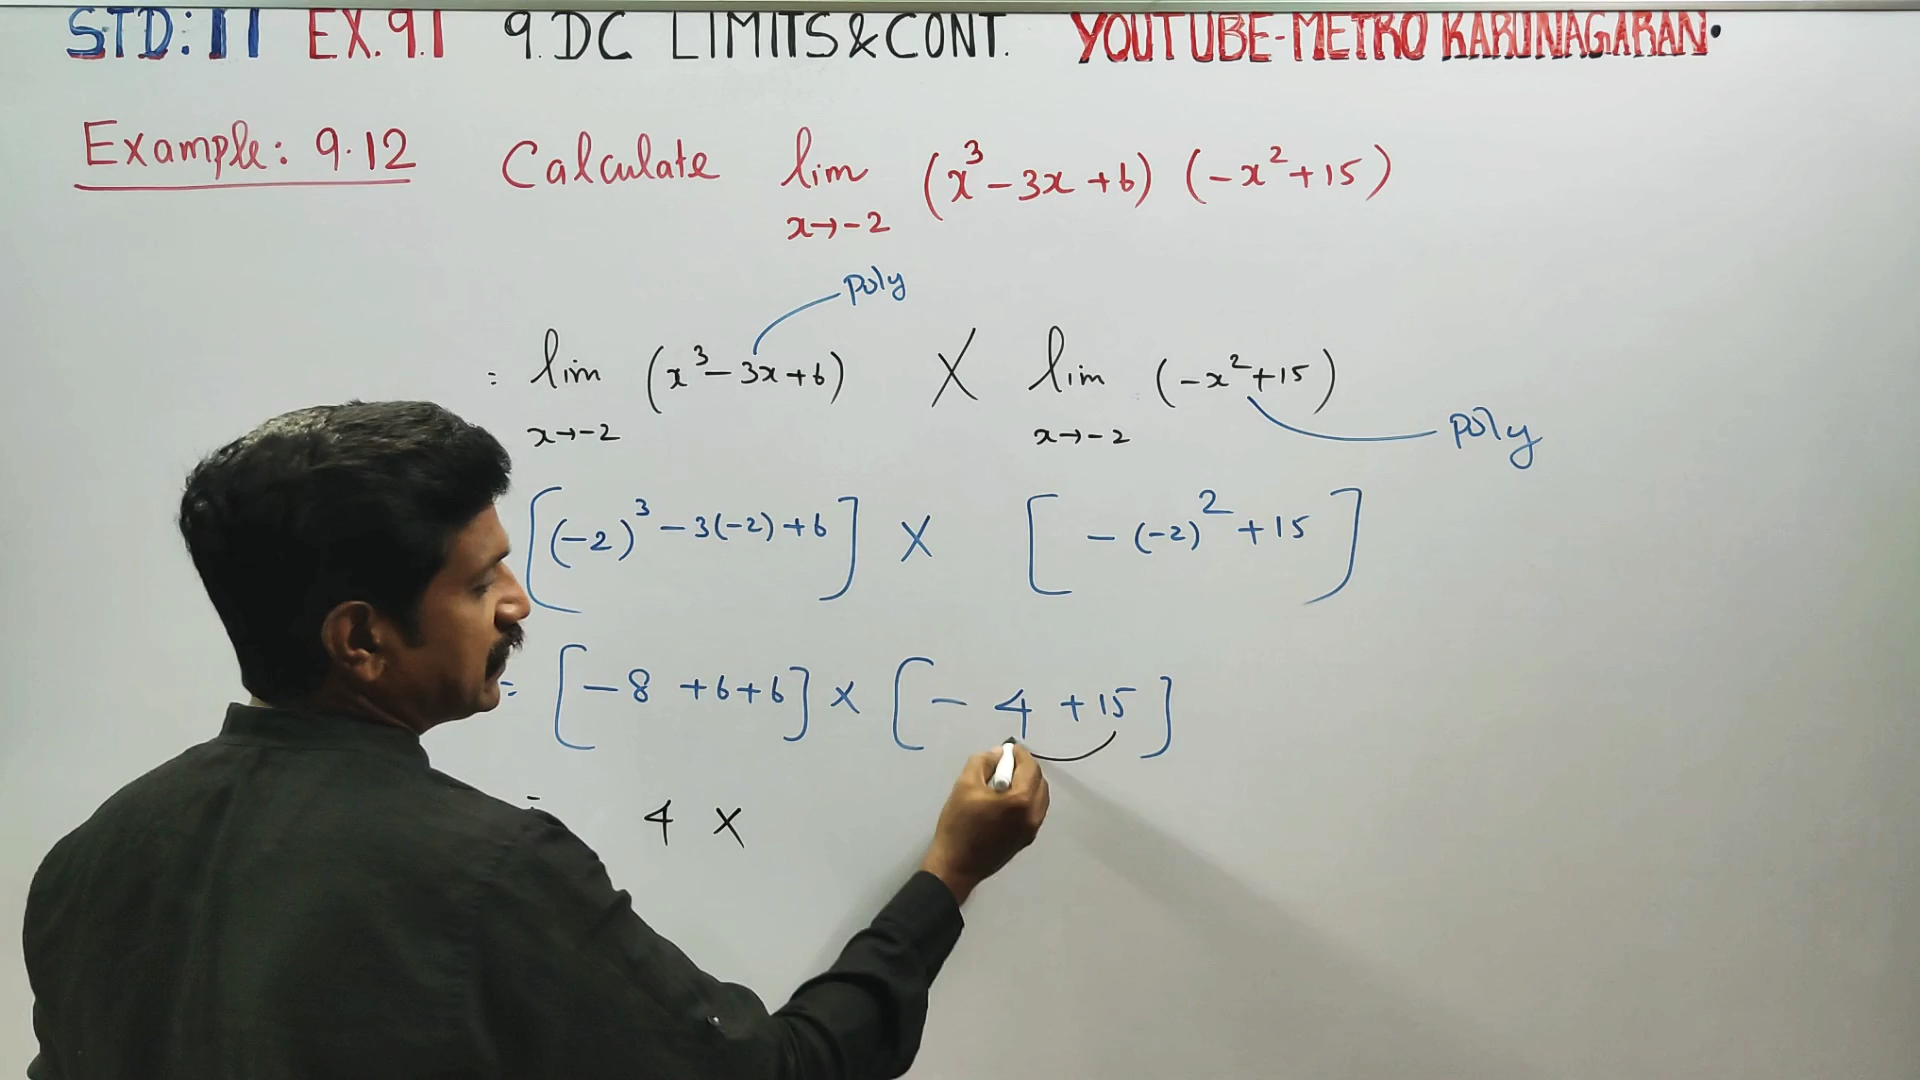 STD: 11 EX. 9.1 9. DC LIMITS & CONT. YOUTUBE-METRO KARUNAGARAN.
Example: 9.12 Calculate lim (x³ - 3x + 6) (-x² + 15)
x→-2
poly
= lim (x³ - 3x + 6) X lim (-x² + 15)
x→-2 x→-2
poly
[(-2)³ - 3(-2) + 6] X [-(-2)² + 15]
= [-8 + 6 + 6] × [- 4 + 15]
= 4 ×